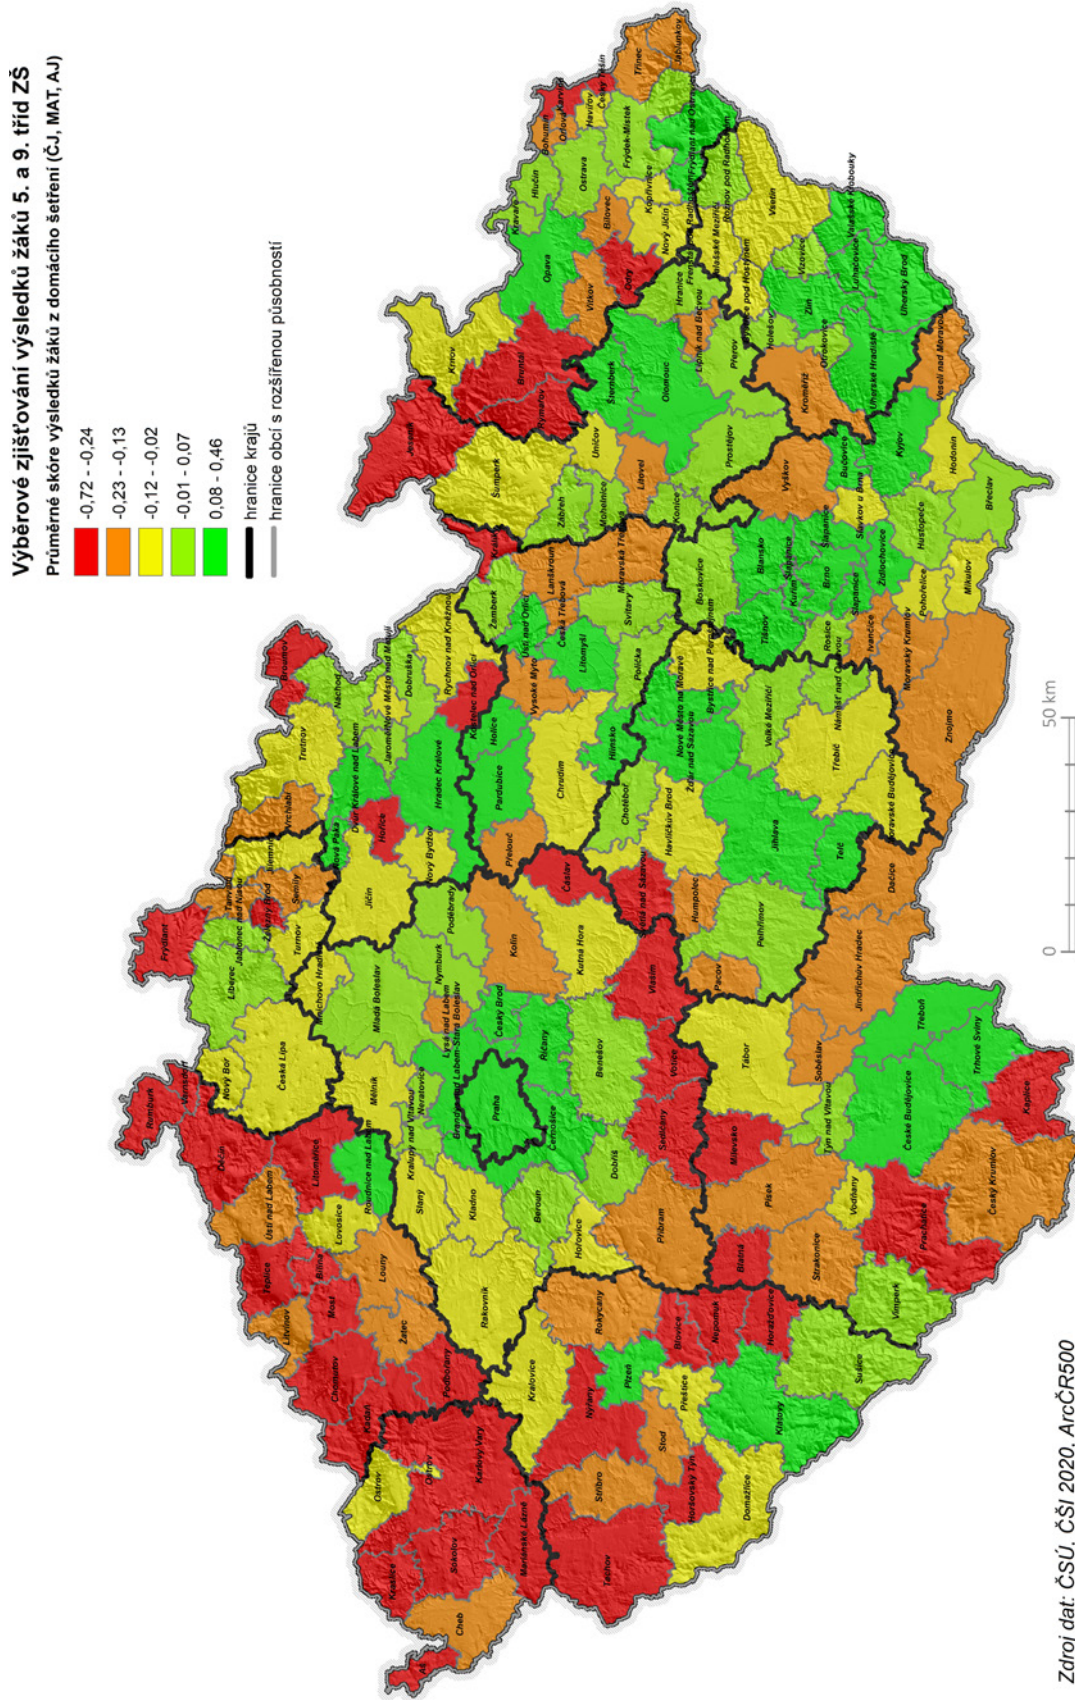 Výběrové zjišťování výsledků žáků 5. a 9. tříd ZŠ
Průměrné skóre výsledků žáků z domácího šetření (ČJ, MAT, AJ)
-0,72 - -0,24
-0,23 - -0,13
-0,12 - -0,02
-0,01 - 0,07
0,08 - 0,46
hranice krajů
hranice obcí s rozšířenou působností
Rumburk
Varnsdorf
Frýdlant
Děčín
Nový Bor
Liberec
Jablonec nad Nisou
Tanvald
Železný Brod
Semily
Jilemnice
Vrchlabí
Trutnov
Broumov
Náchod
Teplice
Ústí nad Labem
Litoměřice
Česká Lípa
Turnov
Mnichovo Hradiště
Jičín
Nová Paka
Hořice
Dvůr Králové nad Labem
Jaroměř
Nové Město nad Metují
Dobruška
Litvínov
Bílina
Most
Lovosice
Roudnice nad Labem
Mělník
Mladá Boleslav
Nový Bydžov
Hradec Králové
Rychnov nad Kněžnou
Kostelec nad Orlicí
Chomutov
Kadaň
Žatec
Louny
Podbořany
Slaný
Kralupy nad Vltavou
Neratovice
Brandýs nad Labem-Stará Boleslav
Lysá nad Labem
Nymburk
Poděbrady
Ostrov
Ostrov
Karlovy Vary
Kraslice
Sokolov
Mariánské Lázně
Cheb
Aš
Rakovník
Kladno
Praha
Český Brod
Říčany
Černošice
Beroun
Hořovice
Dobříš
Benešov
Kolín
Kutná Hora
Čáslav
Přelouč
Pardubice
Holice
Chrudim
Vysoké Mýto
Ústí nad Orlicí
Žamberk
Králíky
Lanškroun
Česká Třebová
Litomyšl
Moravská Třebová
Svitavy
Polička
Hlinsko
Jeseník
Šumperk
Zábřeh
Mohelnice
Uničov
Litovel
Konice
Prostějov
Olomouc
Šternberk
Přerov
Lipník nad Bečvou
Hranice
Rýmařov
Bruntál
Krnov
Opava
Vítkov
Odry
Bílovec
Nový Jičín
Kopřivnice
Kravaře
Hlučín
Ostrava
Bohumín
Orlová
Karviná
Havířov
Český Těšín
Třinec
Jablunkov
Frýdek-Místek
Frýdlant nad Ostravicí
Frenštát pod Radhoštěm
Rožnov pod Radhoštěm
Valašské Meziříčí
Vsetín
Bystřice pod Hostýnem
Holešov
Vizovice
Zlín
Otrokovice
Kroměříž
Luhačovice
Valašské Klobouky
Uherský Brod
Uherské Hradiště
Veselí nad Moravou
Kyjov
Hodonín
Břeclav
Hustopeče
Mikulov
Pohořelice
Židlochovice
Slavkov u Brna
Bučovice
Vyškov
Šlapanice
Šlapanice
Šlapanice
Brno
Kuřim
Blansko
Boskovice
Tišnov
Rosice
Ivančice
Moravský Krumlov
Znojmo
Tachov
Stříbro
Nýřany
Kralovice
Plzeň
Rokycany
Stod
Přeštice
Horšovský Týn
Domažlice
Klatovy
Sušice
Horažďovice
Nepomuk
Blovice
Příbram
Sedlčany
Votice
Vlašim
Blatná
Strakonice
Písek
Milevsko
Tábor
Vodňany
Vimperk
Prachatice
Český Krumlov
Kaplice
České Budějovice
Týn nad Vltavou
Soběslav
Třeboň
Trhové Sviny
Jindřichův Hradec
Dačice
Pacov
Pelhřimov
Humpolec
Světlá nad Sázavou
Havlíčkův Brod
Chotěboř
Žďár nad Sázavou
Nové Město na Moravě
Bystřice nad Pernštejnem
Velké Meziříčí
Jihlava
Telč
Třebíč
Náměšť nad Oslavou
Moravské Budějovice
0
50 km
Zdroj dat: ČSÚ, ČŠI 2020, ArcČR500